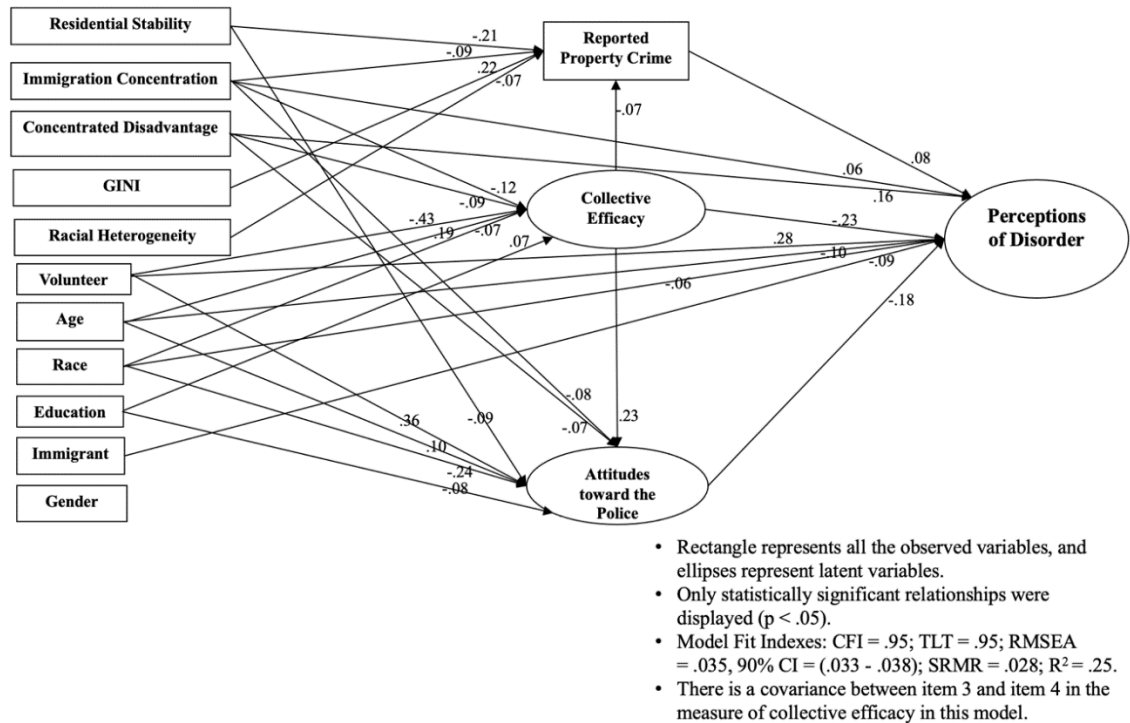 Residential Stability
Immigration Concentration
Concentrated Disadvantage
GINI
Racial Heterogeneity
Volunteer
Age
Race
Education
Immigrant
Gender
-.21
-.09
.22
-.07
Reported
Property Crime
-.07
.08
-.12
-.09
-.43
.19
-.07
.07
Collective
Efficacy
.06
.16
-.23
.28
-.10
-.09
-.06
-.18
Perceptions
of Disorder
.36
-.09
.10
-.24
-.08
-.08
-.07
.23
Attitudes
toward the
Police
• Rectangle represents all the observed variables, and
ellipses represent latent variables.
• Only statistically significant relationships were
displayed (p < .05).
• Model Fit Indexes: CFI = .95; TLT = .95; RMSEA
= .035, 90% CI = (.033 - .038); SRMR = .028; R² = .25.
• There is a covariance between item 3 and item 4 in the
measure of collective efficacy in this model.